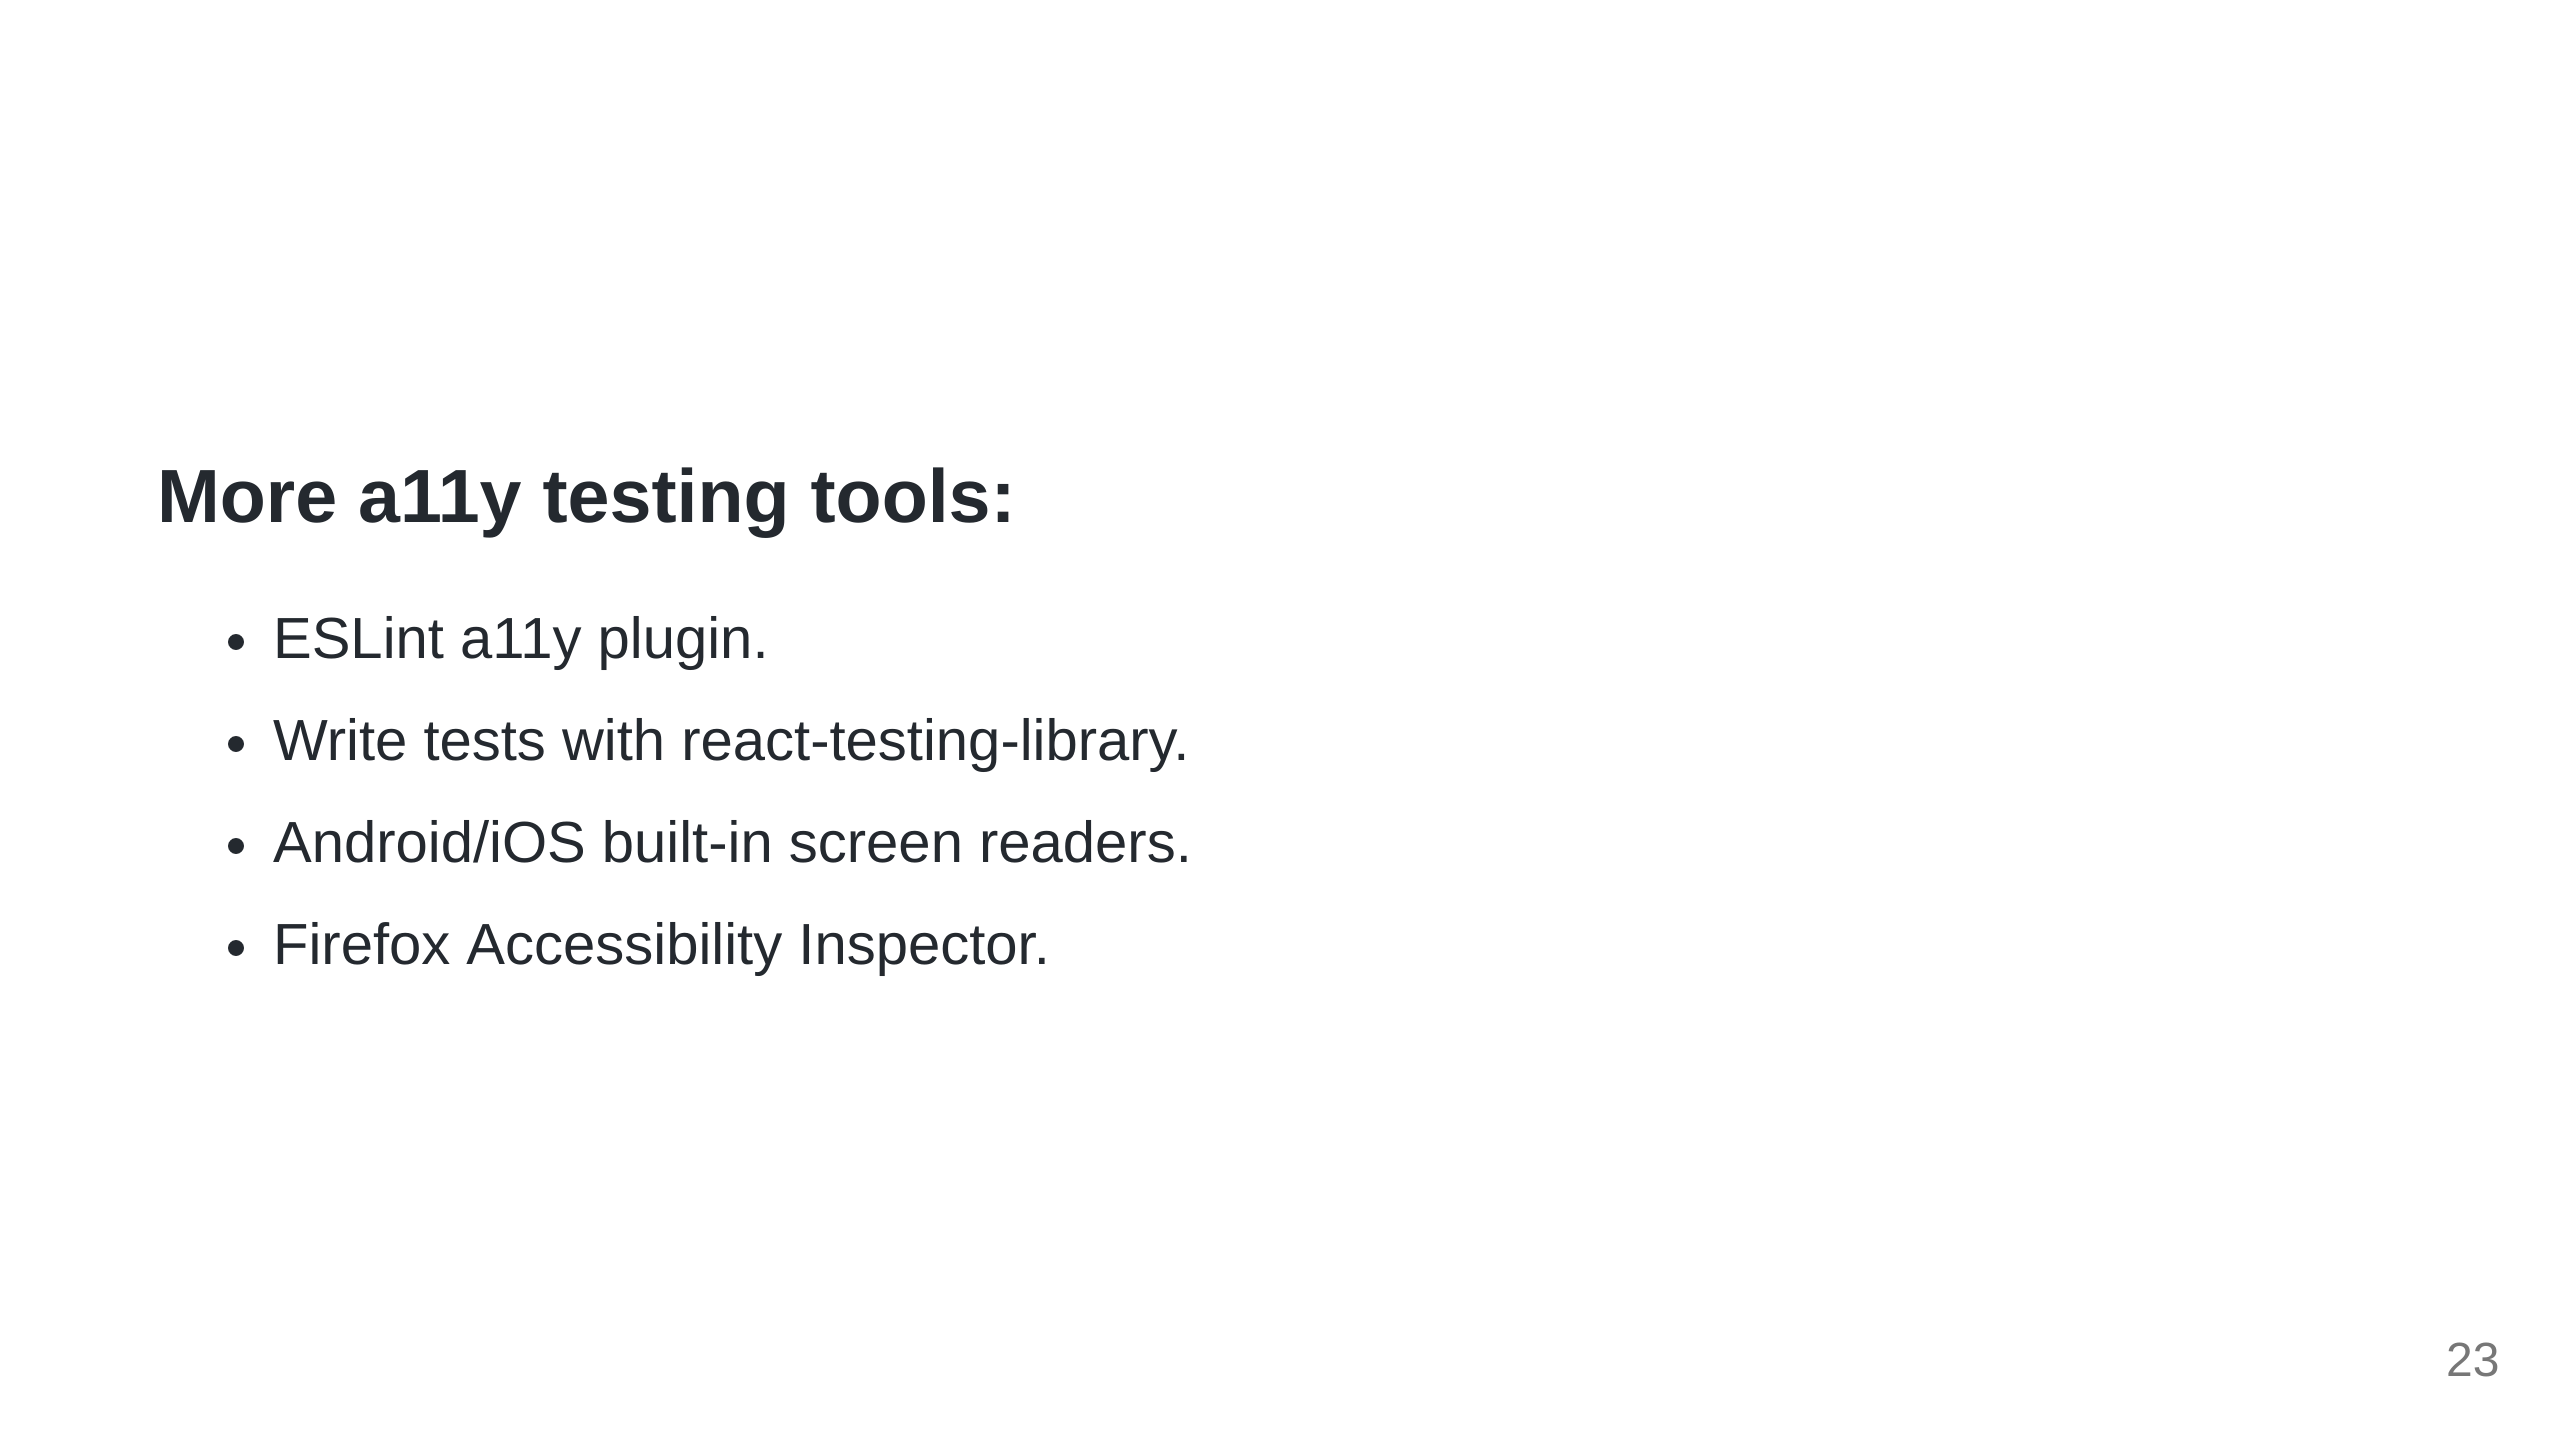 More a11y testing tools:
• ESLint a11y plugin.
• Write tests with react-testing-library.
• Android/iOS built-in screen readers.
• Firefox Accessibility Inspector.
23